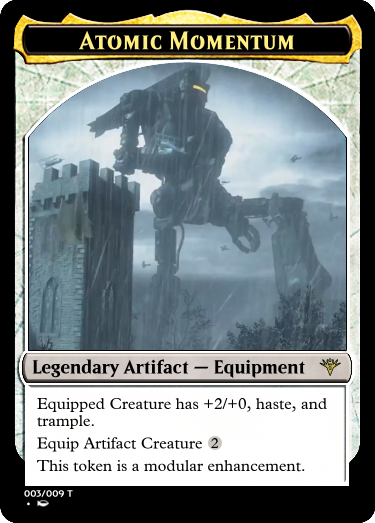 Atomic Momentum
Legendary Artifact — Equipment
Equipped Creature has +2/+0, haste, and
trample.
Equip Artifact Creature 2
This token is a modular enhancement.
003/009 T